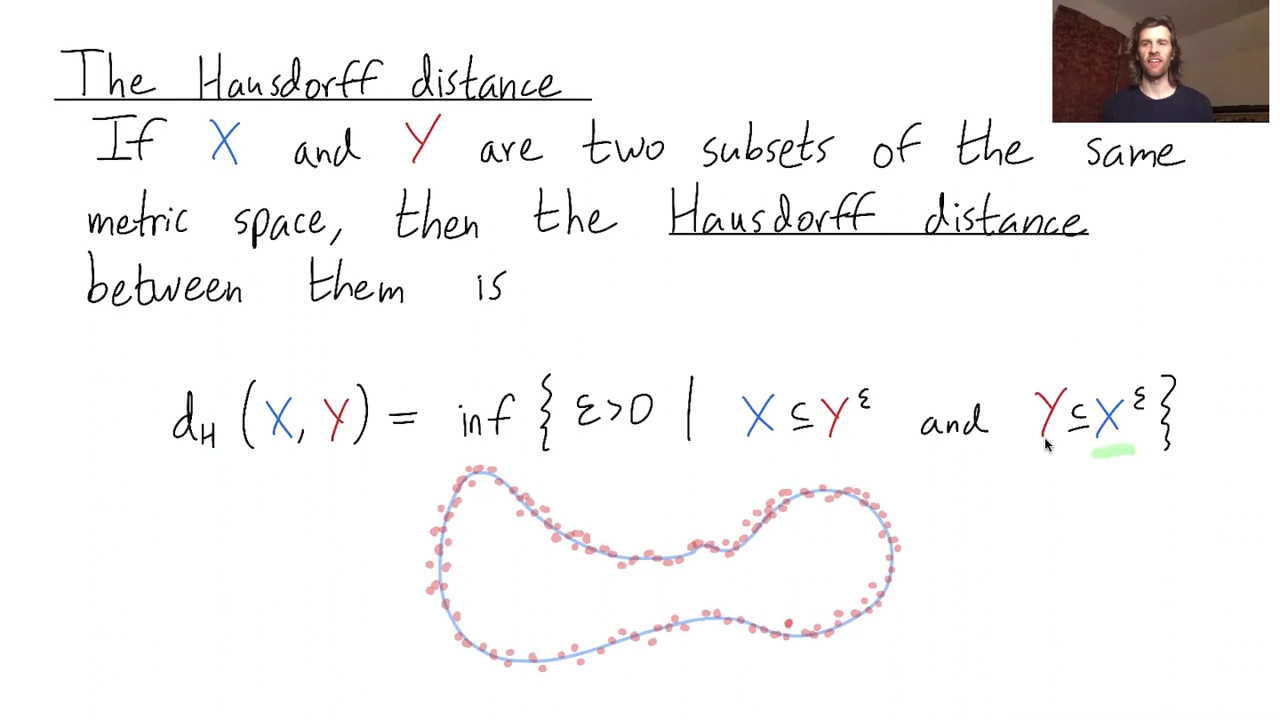 The Hausdorff distance
If X and Y are two subsets of the same
metric space, then the Hausdorff distance
between them is
d_H (X, Y) = inf { ε>0 | X ⊆ Y^ε and Y ⊆ X^ε }